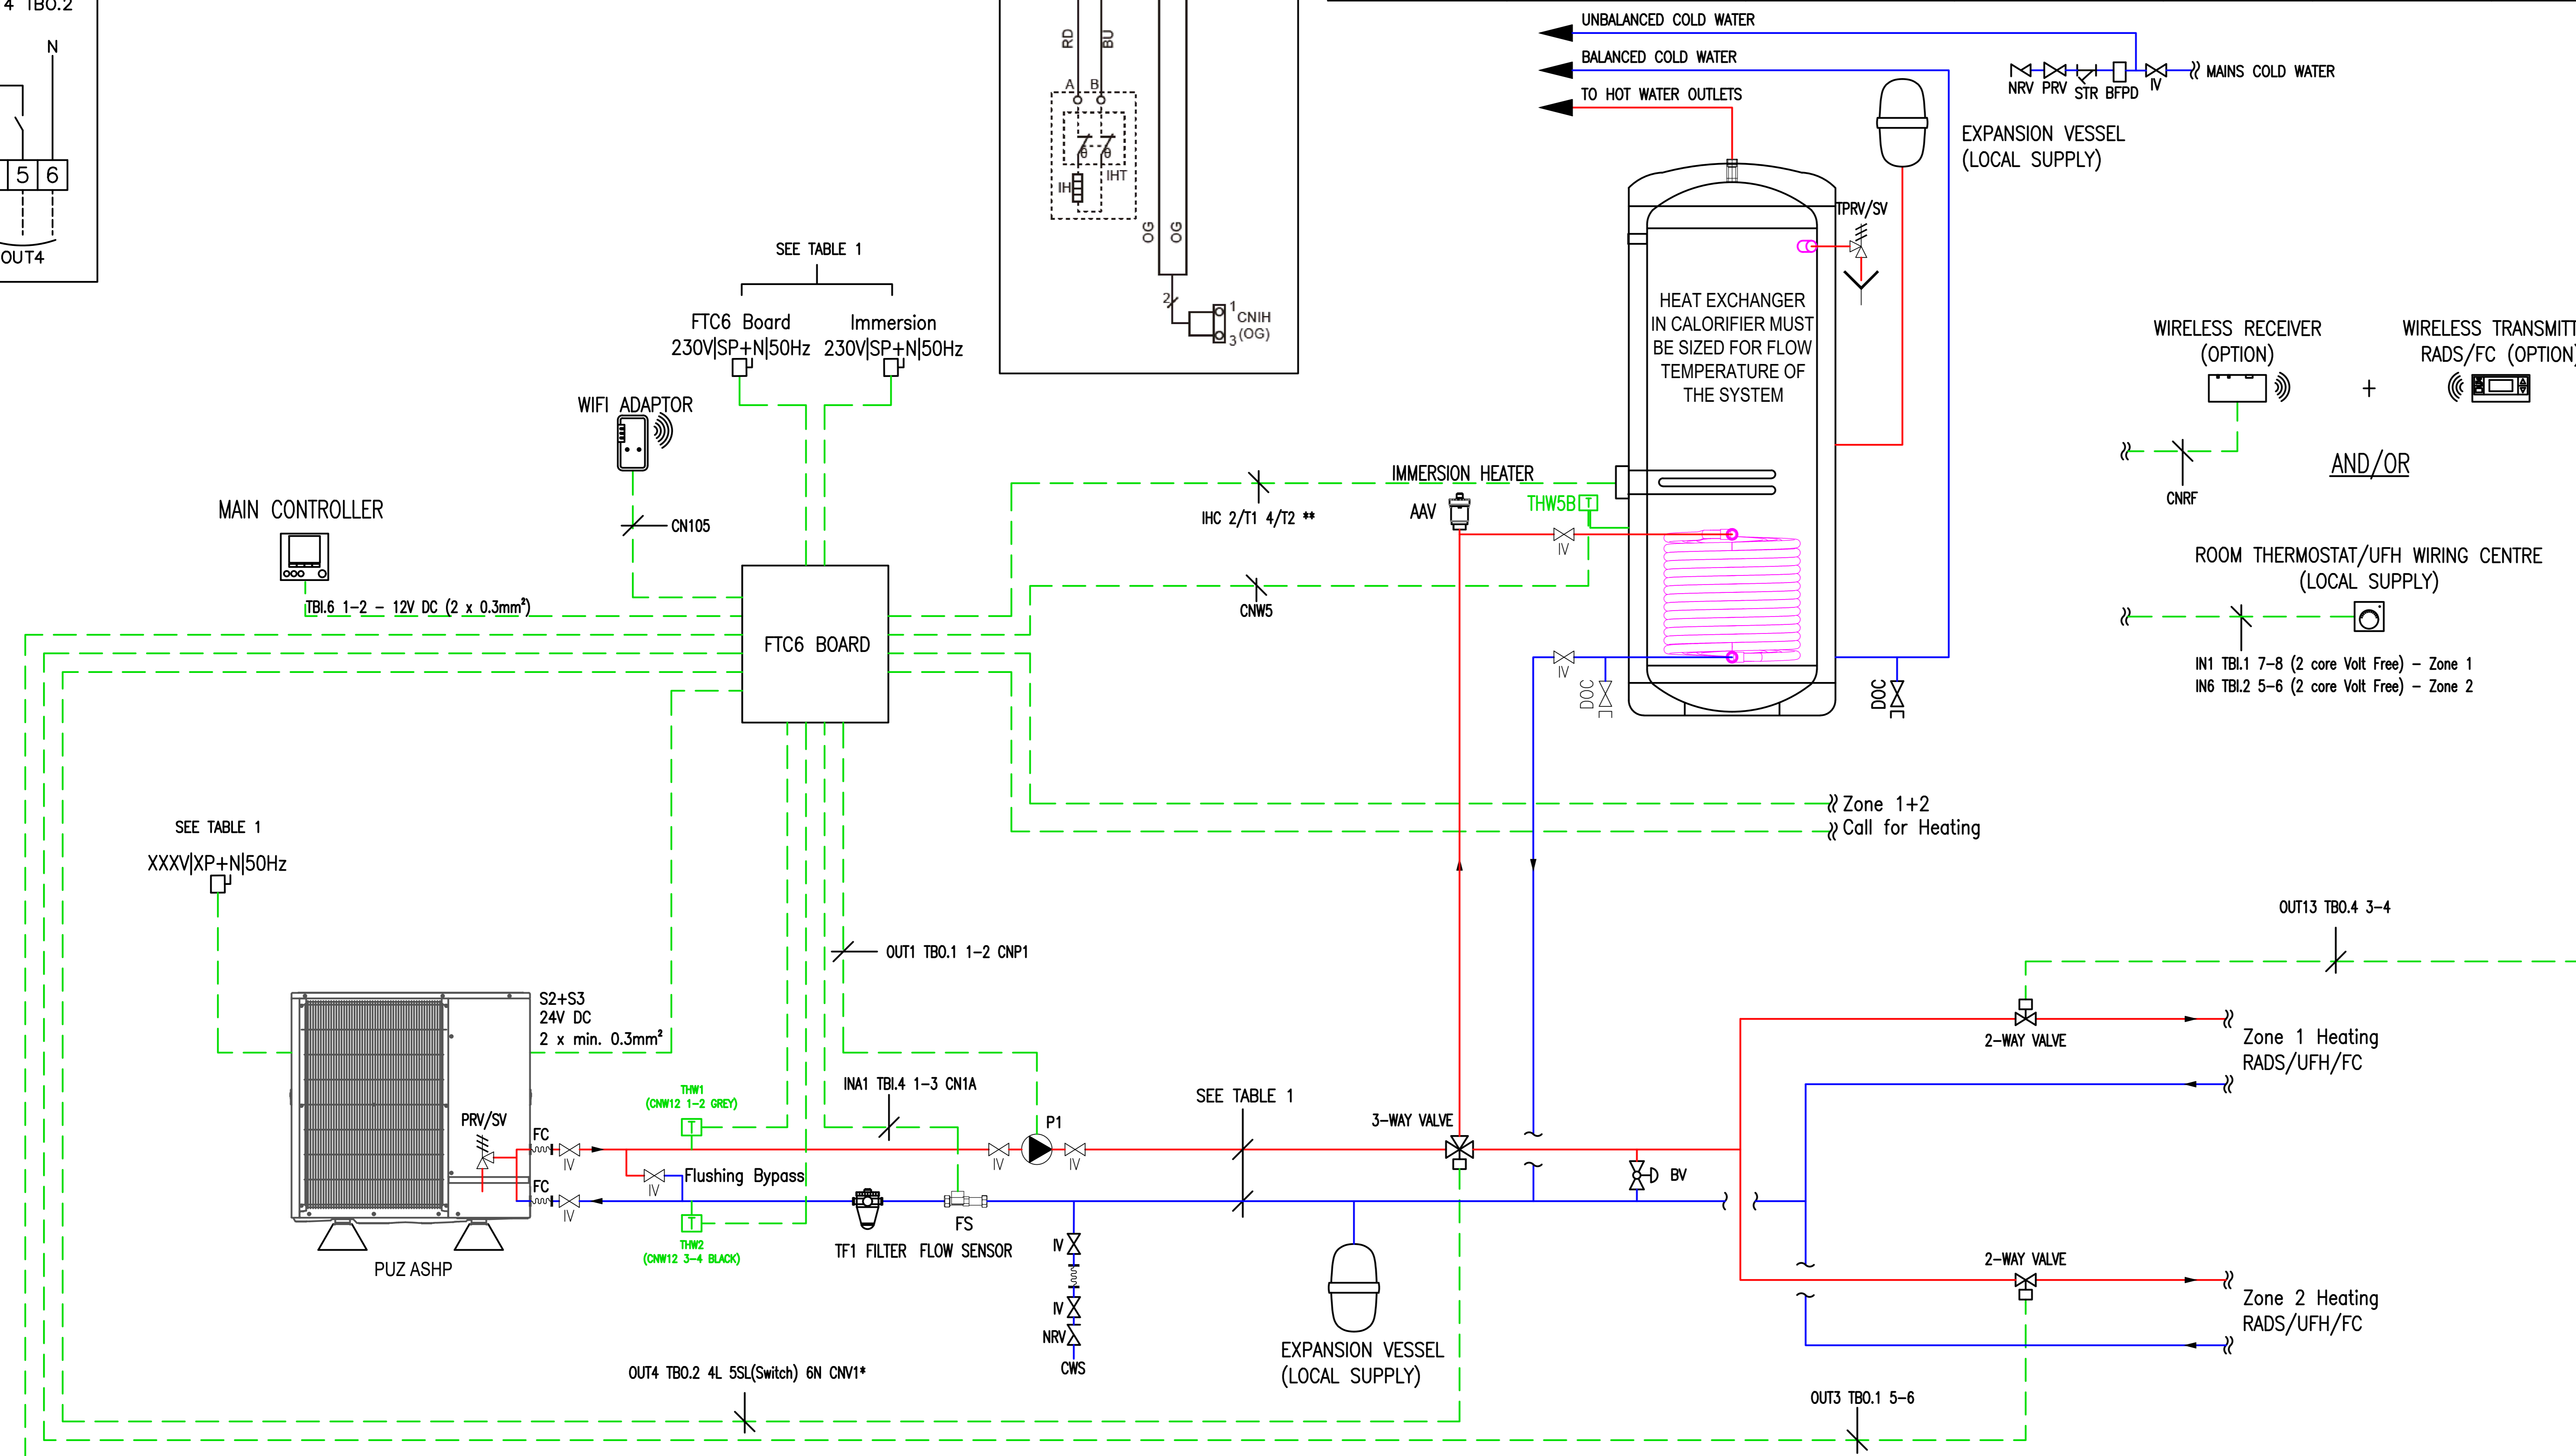 4 TBO.2
N
5 6
OUT4
RD
BU
A B
θ θ
IHT
IH
OG
OG
2
1
CNIH
(OG)
3
UNBALANCED COLD WATER
BALANCED COLD WATER
TO HOT WATER OUTLETS
MAINS COLD WATER
NRV PRV STR BFPD IV
EXPANSION VESSEL
(LOCAL SUPPLY)
TPRV/SV
HEAT EXCHANGER
IN CALORIFIER MUST
BE SIZED FOR FLOW
TEMPERATURE OF
THE SYSTEM
SEE TABLE 1
FTC6 Board
230V|SP+N|50Hz
Immersion
230V|SP+N|50Hz
WIFI ADAPTOR
CN105
MAIN CONTROLLER
TBI.6 1-2 - 12V DC (2 x 0.3mm²)
FTC6 BOARD
IMMERSION HEATER
IHC 2/T1 4/T2 **
AAV
THW5B
T
IV
CNW5
IV
DOC
DOC
WIRELESS RECEIVER
(OPTION)
+
WIRELESS TRANSMITT
RADS/FC (OPTION)
CNRF
AND/OR
ROOM THERMOSTAT/UFH WIRING CENTRE
(LOCAL SUPPLY)
IN1 TBI.1 7-8 (2 core Volt Free) - Zone 1
IN6 TBI.2 5-6 (2 core Volt Free) - Zone 2
Zone 1+2
Call for Heating
SEE TABLE 1
XXXV|XP+N|50Hz
S2+S3
24V DC
2 x min. 0.3mm²
OUT1 TBO.1 1-2 CNP1
INA1 TBI.4 1-3 CN1A
THW1
(CNW12 1-2 GREY)
T
P1
IV
IV
SEE TABLE 1
3-WAY VALVE
PRV/SV
FC
IV
FC
IV
Flushing Bypass
IV
T
THW2
(CNW12 3-4 BLACK)
TF1 FILTER
FS
FLOW SENSOR
PUZ ASHP
IV
IV
NRV
CWS
EXPANSION VESSEL
(LOCAL SUPPLY)
BV
OUT13 TBO.4 3-4
2-WAY VALVE
Zone 1 Heating
RADS/UFH/FC
2-WAY VALVE
Zone 2 Heating
RADS/UFH/FC
OUT4 TBO.2 4L 5SL(Switch) 6N CNV1*
OUT3 TBO.1 5-6